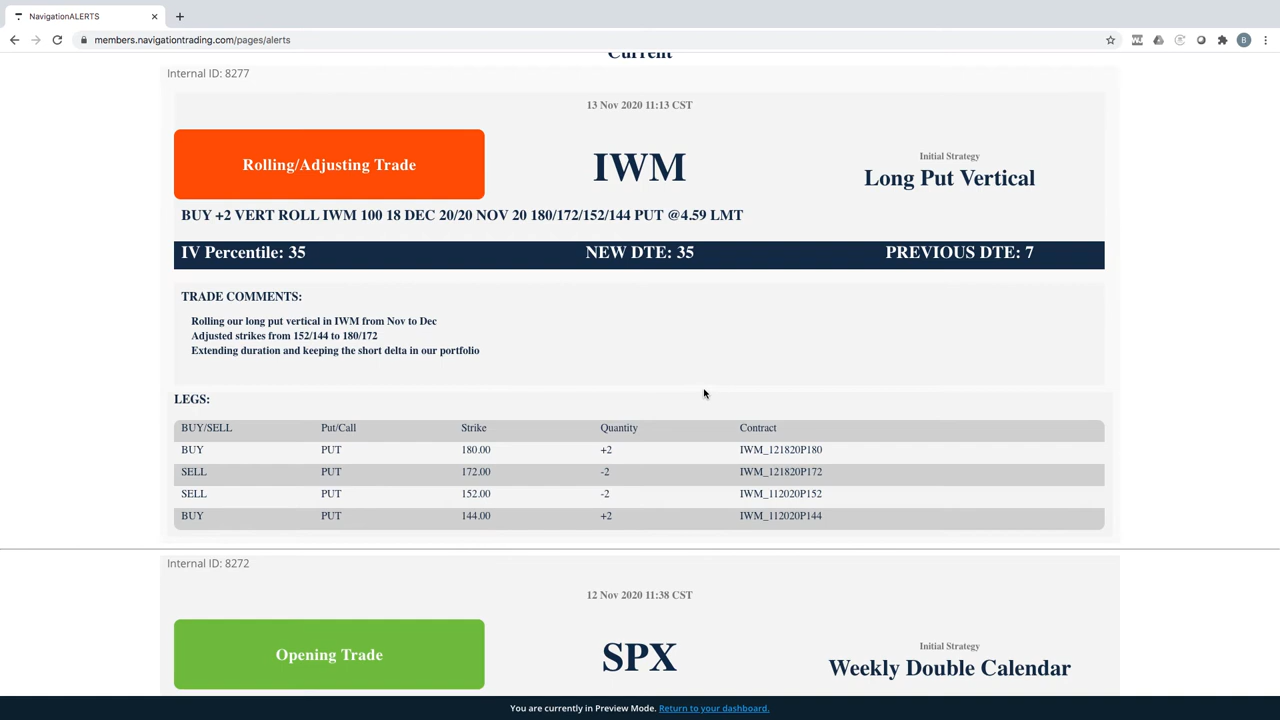 NavigationALERTS
members.navigationtrading.com/pages/alerts
B
Current
Internal ID: 8277
13 Nov 2020 11:13 CST
Rolling/Adjusting Trade
IWM
Initial Strategy
Long Put Vertical
BUY +2 VERT ROLL IWM 100 18 DEC 20/20 NOV 20 180/172/152/144 PUT @4.59 LMT
IV Percentile: 35 NEW DTE: 35 PREVIOUS DTE: 7
TRADE COMMENTS:
Rolling our long put vertical in IWM from Nov to Dec
Adjusted strikes from 152/144 to 180/172
Extending duration and keeping the short delta in our portfolio
LEGS:
BUY/SELL Put/Call Strike Quantity Contract
BUY PUT 180.00 +2 IWM_121820P180
SELL PUT 172.00 -2 IWM_121820P172
SELL PUT 152.00 -2 IWM_112020P152
BUY PUT 144.00 +2 IWM_112020P144
Internal ID: 8272
12 Nov 2020 11:38 CST
Opening Trade
SPX
Initial Strategy
Weekly Double Calendar
You are currently in Preview Mode. Return to your dashboard.